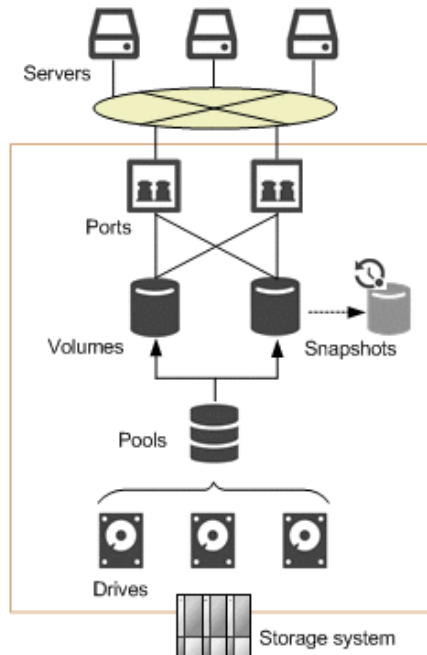 Servers
Ports
Volumes
Snapshots
Pools
Drives
Storage system